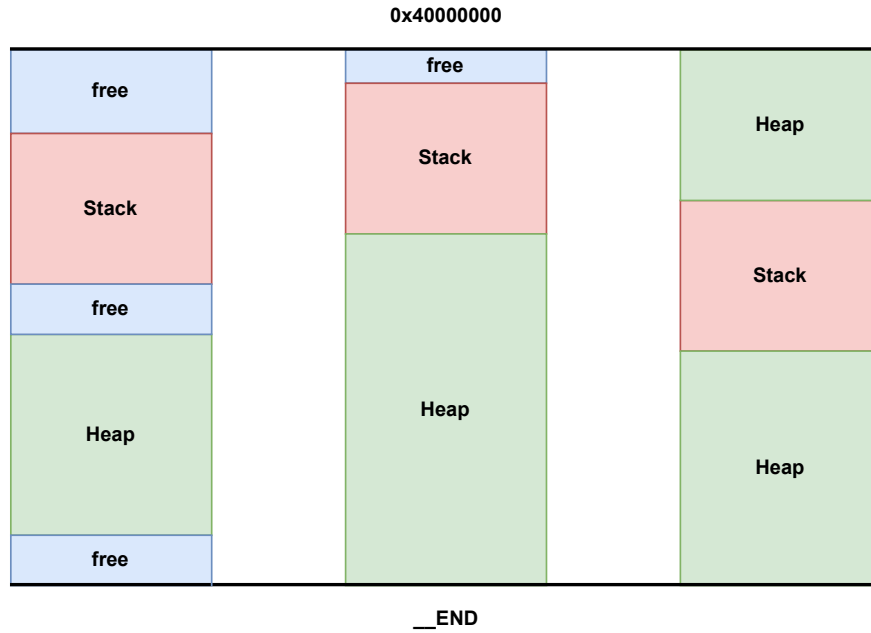 0x40000000
free
Stack
free
Heap
free
free
Stack
Heap
Heap
Stack
Heap
__END